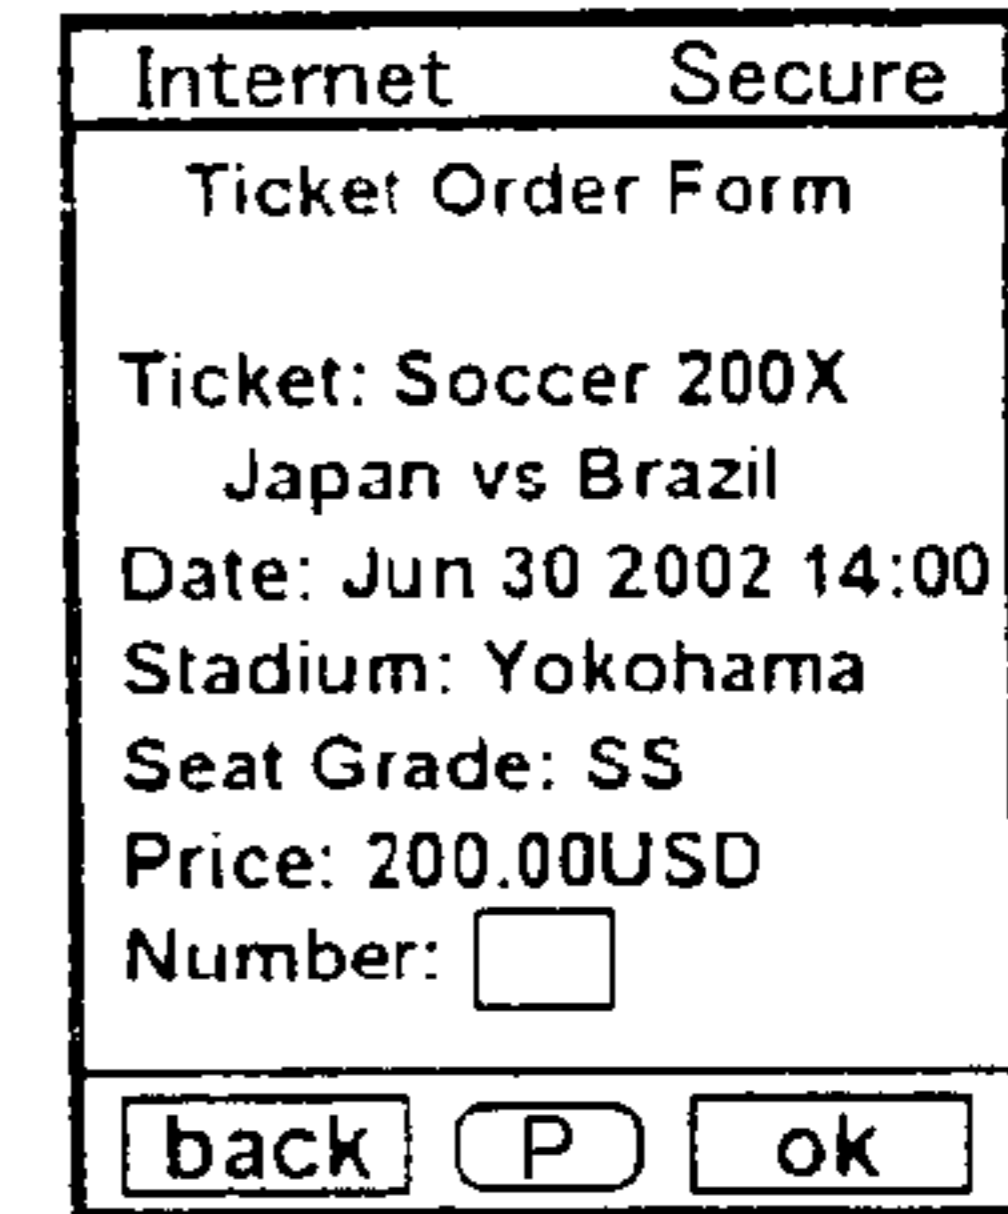 Internet Secure
Ticket Order Form
Ticket: Soccer 200X
Japan vs Brazil
Date: Jun 30 2002 14:00
Stadium: Yokohama
Seat Grade: SS
Price: 200.00USD
Number:
back P ok